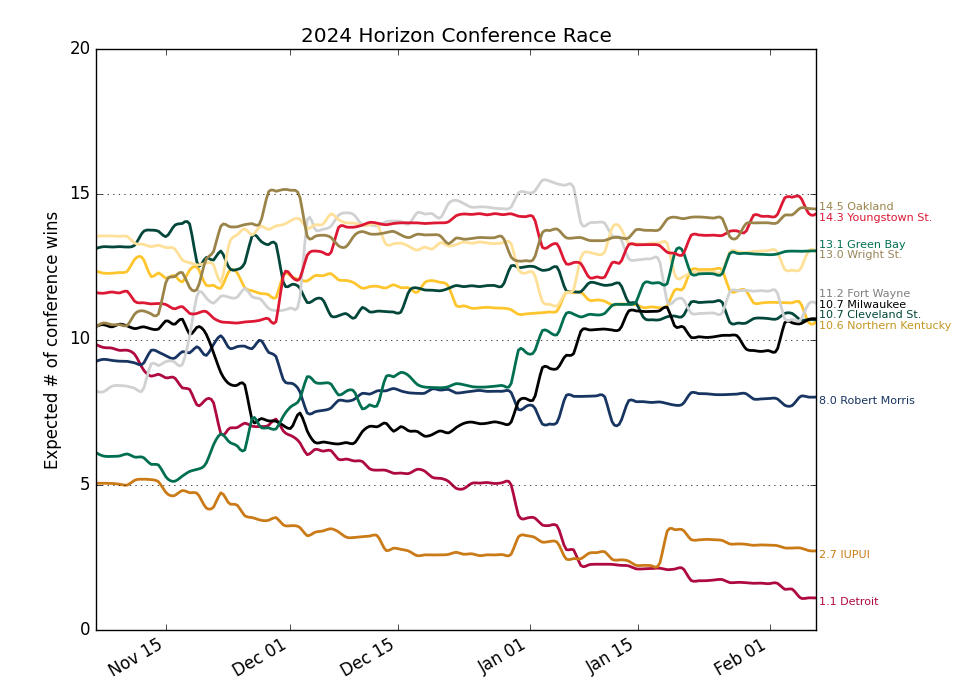 2024 Horizon Conference Race
Expected # of conference wins
20
15
10
5
0
14.5 Oakland
14.3 Youngstown St.
13.1 Green Bay
13.0 Wright St.
11.2 Fort Wayne
10.7 Milwaukee
10.7 Cleveland St.
10.6 Northern Kentucky
8.0 Robert Morris
2.7 IUPUI
1.1 Detroit
Nov 15
Dec 01
Dec 15
Jan 01
Jan 15
Feb 01